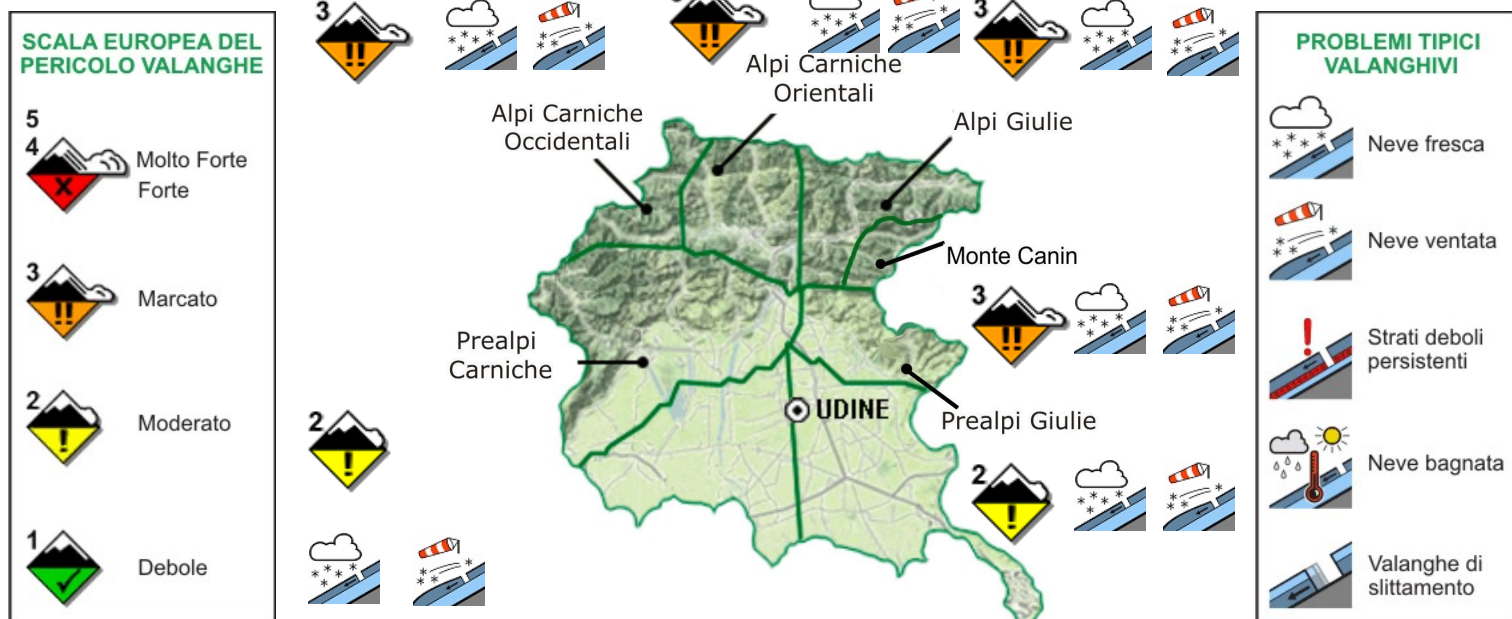 SCALA EUROPEA DEL
PERICOLO VALANGHE
5
4
Molto Forte
Forte
3
Marcato
2
Moderato
1
Debole
3
3
Alpi Carniche
Orientali
Alpi Carniche
Occidentali
Alpi Giulie
Monte Canin
3
Prealpi
Carniche
UDINE
Prealpi Giulie
2
2
PROBLEMI TIPICI
VALANGHIVI
Neve fresca
Neve ventata
Strati deboli
persistenti
Neve bagnata
Valanghe di
slittamento